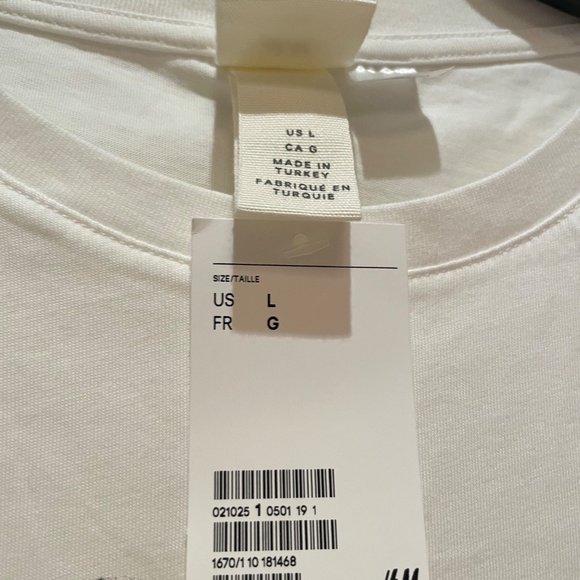 US L
CA G
MADE IN
TURKEY
FABRIQUÉ EN
TURQUIE
SIZE/TAILLE
US L
FR G
021025 1 0501 19 1
1670/1 10 181468